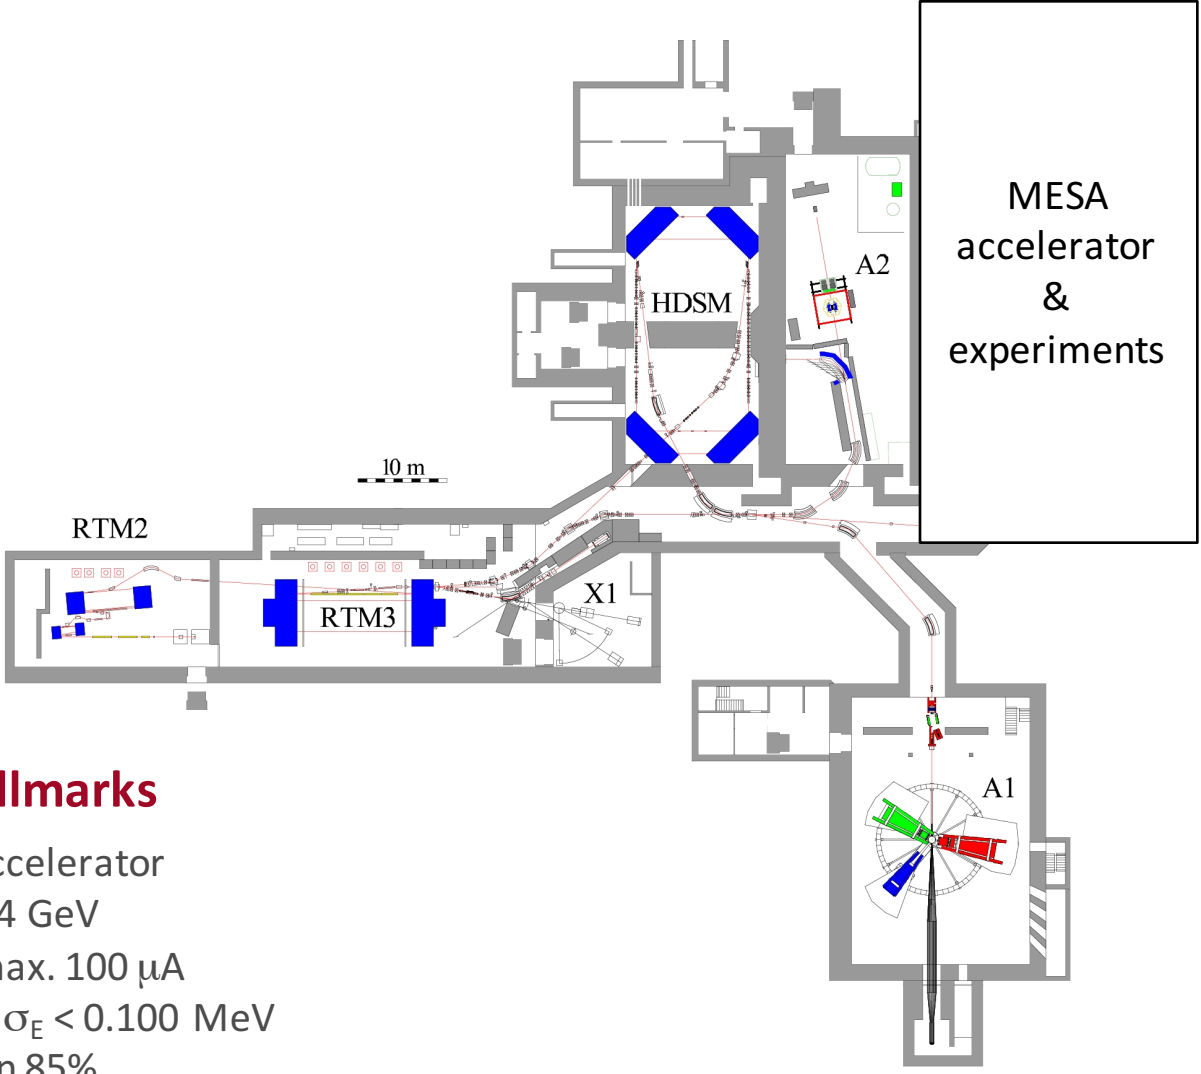 MESA
accelerator
&
experiments
A2
HDSM
10 m
RTM2
RTM3
X1
A1
llmarks
ccelerator
4 GeV
ax. 100 μA
σE < 0.100 MeV
85%